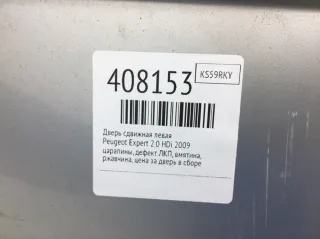 408153
KS59RKY
Дверь сдвижная левая
Peugeot Expert 2.0 HDi 2009
царапины, дефект ЛКП, вмятина,
ржавчина, цена за дверь в сборе